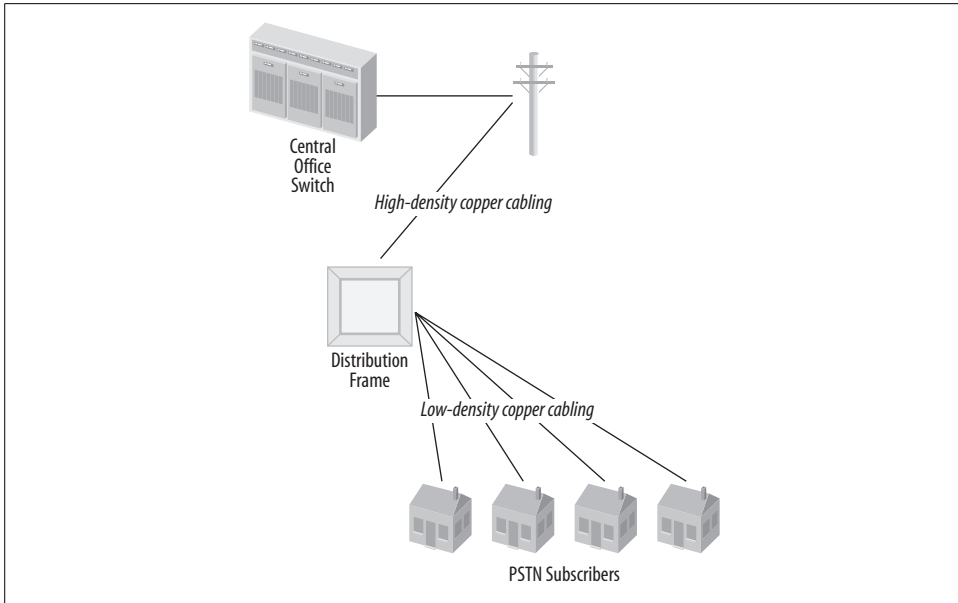 Central
Office
Switch
High-density copper cabling
Distribution
Frame
Low-density copper cabling
PSTN Subscribers